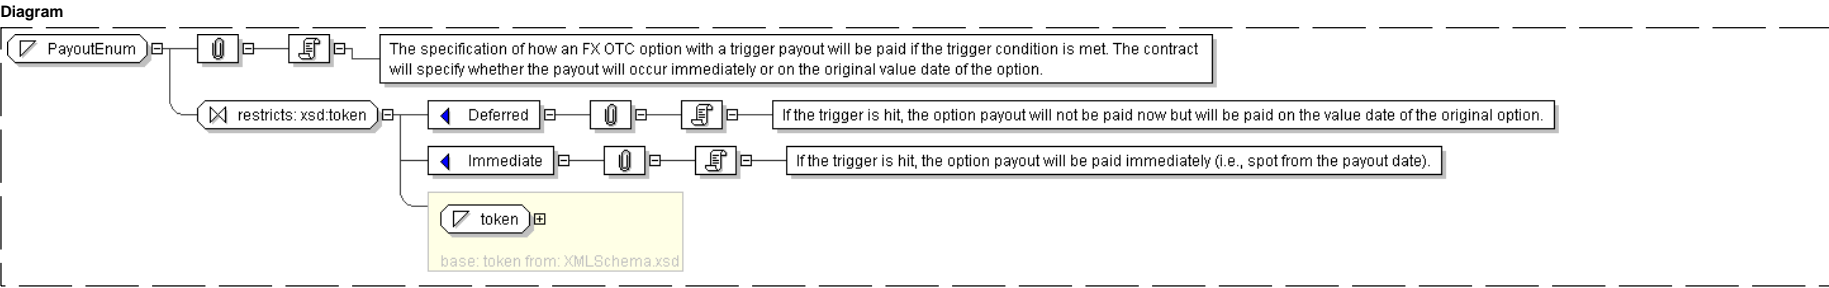 Diagram
PayoutEnum
The specification of how an FX OTC option with a trigger payout will be paid if the trigger condition is met. The contract
will specify whether the payout will occur immediately or on the original value date of the option.
restricts: xsd:token
Deferred
If the trigger is hit, the option payout will not be paid now but will be paid on the value date of the original option.
Immediate
If the trigger is hit, the option payout will be paid immediately (i.e., spot from the payout date).
token
base: token from: XMLSchema.xsd